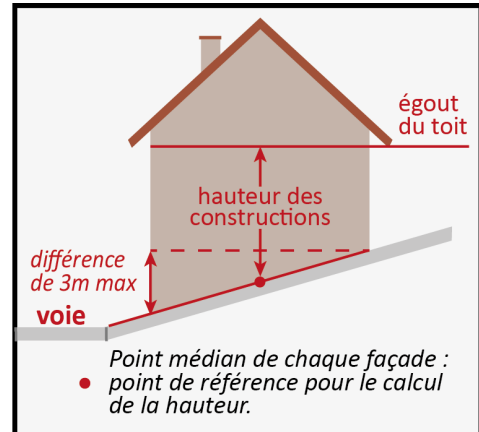 égout
du toit
hauteur des
constructions
différence
de 3m max
voie
Point médian de chaque façade :
point de référence pour le calcul
de la hauteur.